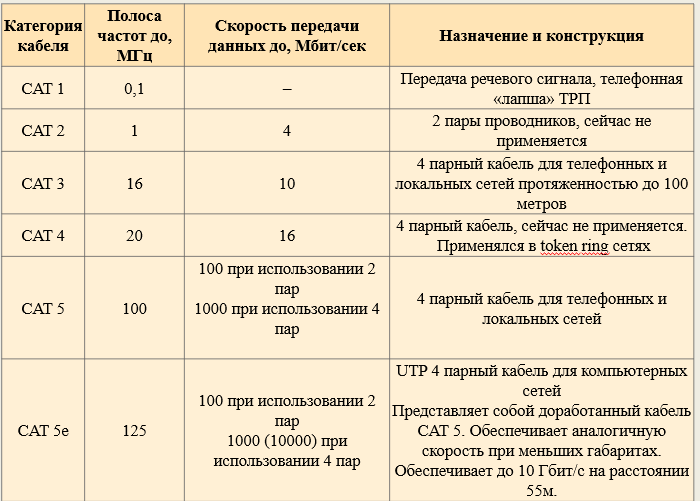 Категория
кабеля
Полоса
частот до,
МГц
Скорость передачи
данных до, Мбит/сек
Назначение и конструкция
CAT 1
0,1
–
Передача речевого сигнала, телефонная
«лапша» ТРП
CAT 2
1
4
2 пары проводников, сейчас не
применяется
CAT 3
16
10
4 парный кабель для телефонных и
локальных сетей протяженностью до 100
метров
CAT 4
20
16
4 парный кабель, сейчас не применяется.
Применялся в token ring сетях
CAT 5
100
100 при использовании 2
пар
1000 при использовании 4
пар
4 парный кабель для телефонных и
локальных сетей
CAT 5e
125
100 при использовании 2
пар
1000 (10000) при
использовании 4 пар
UTP 4 парный кабель для компьютерных
сетей
Представляет собой доработанный кабель
CAT 5. Обеспечивает аналогичную
скорость при меньших габаритах.
Обеспечивает до 10 Гбит/с на расстоянии
55м.